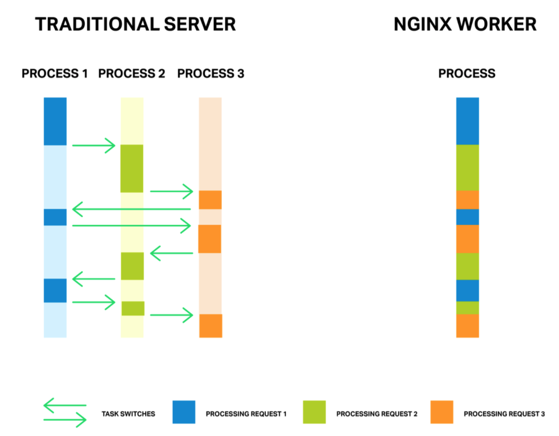 TRADITIONAL SERVER
NGINX WORKER
PROCESS 1 PROCESS 2 PROCESS 3
PROCESS
TASK SWITCHES
PROCESSING REQUEST 1
PROCESSING REQUEST 2
PROCESSING REQUEST 3